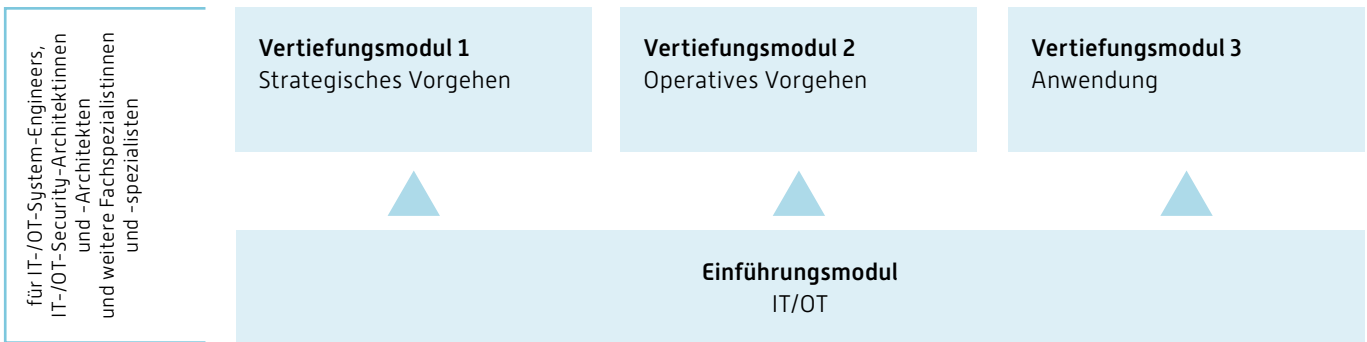 für IT-/OT-System-Engineers,
IT-/OT-Security-Architektinnen
und -Architekten
und weitere Fachspezialistinnen
und -spezialisten
Vertiefungsmodul 1
Strategisches Vorgehen
Vertiefungsmodul 2
Operatives Vorgehen
Vertiefungsmodul 3
Anwendung
Einführungsmodul
IT/OT